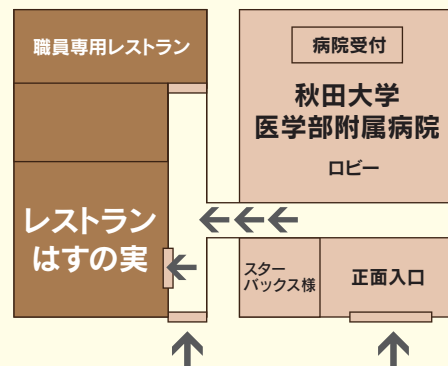 職員専用レストラン
病院受付
秋田大学
医学部附属病院
ロビー
レストラン
はすの実
スター
バックス様
正面入口